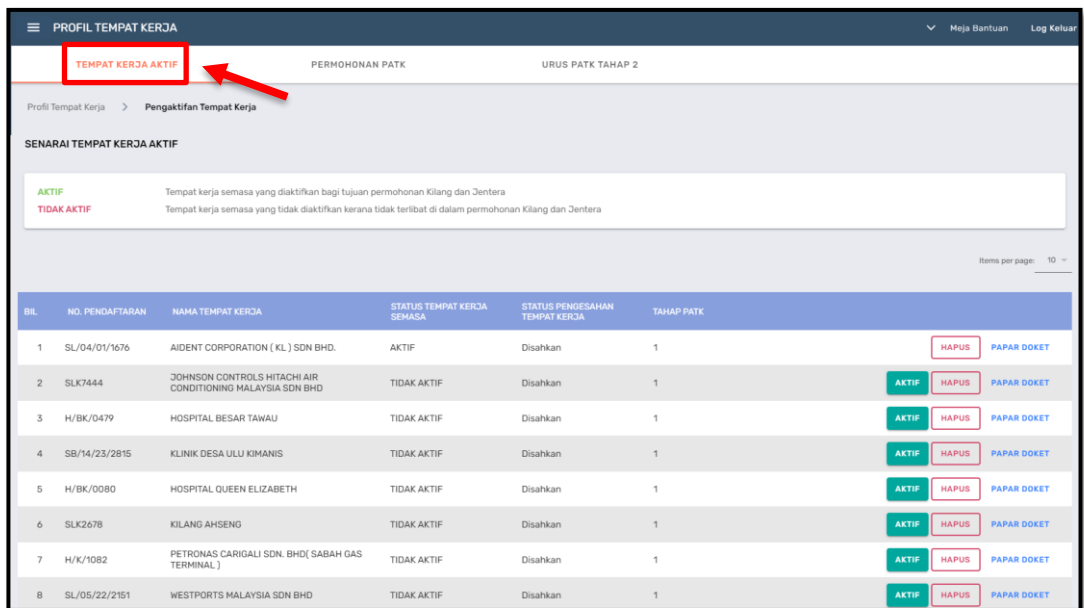 PROFIL TEMPAT KERJA Meja Bantuan Log Keluar
TEMPAT KERJA AKTIF PERMOHONAN PATK URUS PATK TAHAP 2
Profil Tempat Kerja > Pengaktifan Tempat Kerja
SENARAI TEMPAT KERJA AKTIF
AKTIF Tempat kerja semasa yang diaktifkan bagi tujuan permohonan Kilang dan Jentera
TIDAK AKTIF Tempat kerja semasa yang tidak diaktifkan kerana tidak terlibat di dalam permohonan Kilang dan Jentera
Items per page: 10
BIL NO. PENDAFTARAN NAMA TEMPAT KERJA STATUS TEMPAT KERJA SEMASA STATUS PENGESAHAN TEMPAT KERJA TAHAP PATK
1 SL/04/01/1676 AIDENT CORPORATION ( KL ) SDN BHD. AKTIF Disahkan 1 HAPUS PAPAR DOKET
2 SLK7444 JOHNSON CONTROLS HITACHI AIR CONDITIONING MALAYSIA SDN BHD TIDAK AKTIF Disahkan 1 AKTIF HAPUS PAPAR DOKET
3 H/BK/0479 HOSPITAL BESAR TAWAU TIDAK AKTIF Disahkan 1 AKTIF HAPUS PAPAR DOKET
4 SB/14/23/2815 KLINIK DESA ULU KIMANIS TIDAK AKTIF Disahkan 1 AKTIF HAPUS PAPAR DOKET
5 H/BK/0080 HOSPITAL QUEEN ELIZABETH TIDAK AKTIF Disahkan 1 AKTIF HAPUS PAPAR DOKET
6 SLK2678 KILANG AHSENG TIDAK AKTIF Disahkan 1 AKTIF HAPUS PAPAR DOKET
7 H/K/1082 PETRONAS CARIGALI SDN. BHD( SABAH GAS TERMINAL ) TIDAK AKTIF Disahkan 1 AKTIF HAPUS PAPAR DOKET
8 SL/05/22/2151 WESTPORTS MALAYSIA SDN BHD TIDAK AKTIF Disahkan 1 AKTIF HAPUS PAPAR DOKET